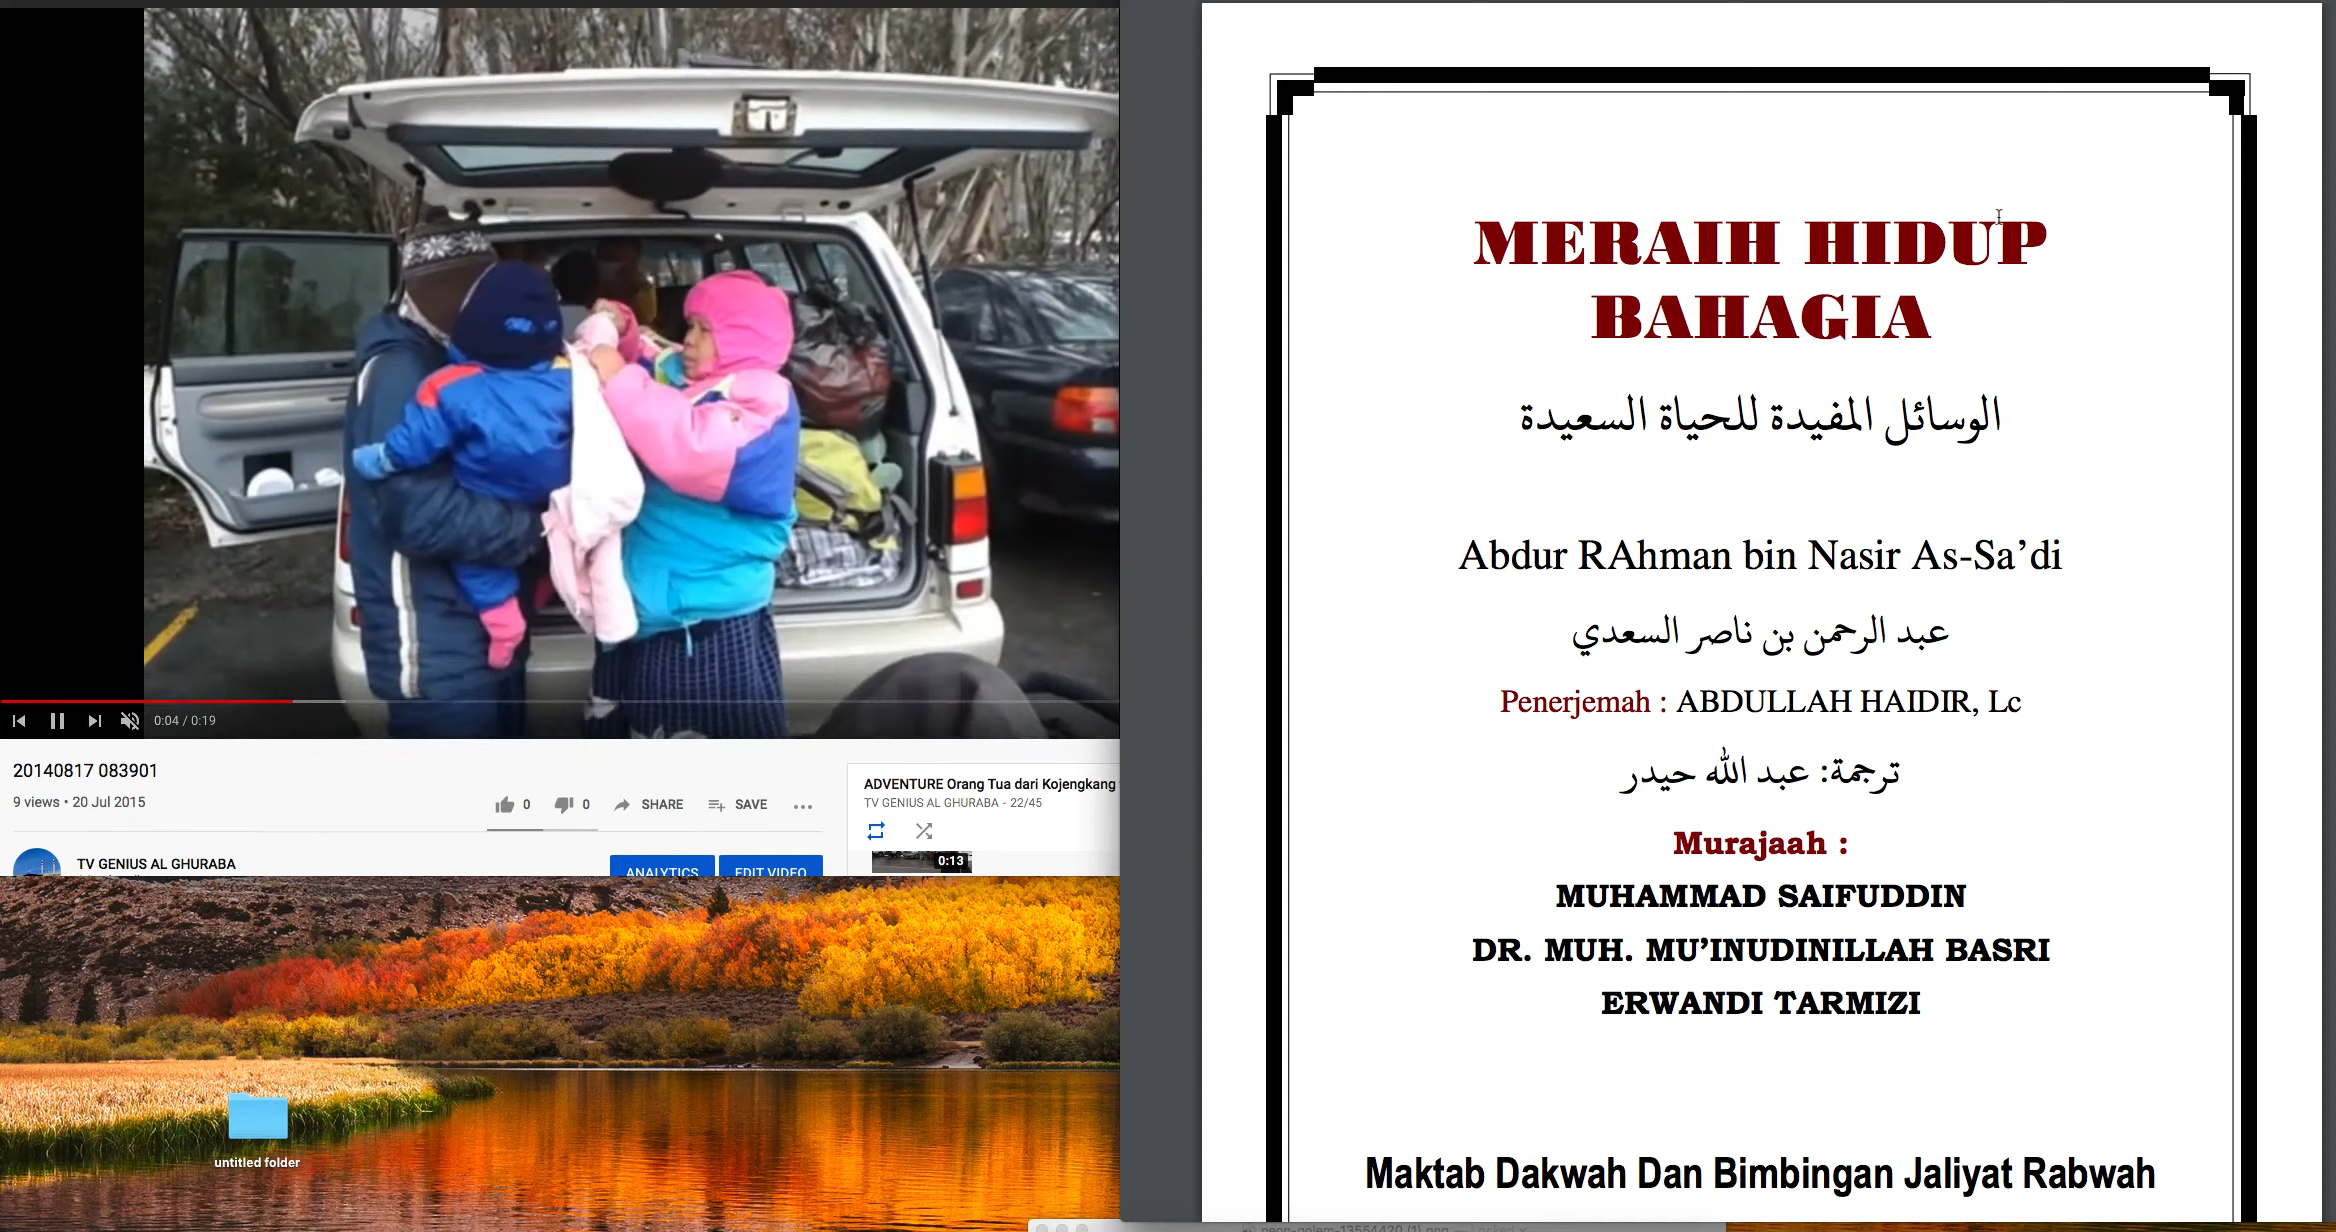 0:04 / 0:19
20140817 083901
9 views • 20 Jul 2015
0
0
SHARE
SAVE
TV GENIUS AL GHURABA
ANALYTICS
EDIT VIDEO
ADVENTURE Orang Tua dari Kojengkang
TV GENIUS AL GHURABA - 22/45
0:13
untitled folder
MERAIH HIDUP
BAHAGIA
الوسائل المفيدة للحياة السعيدة
Abdur RAhman bin Nasir As-Sa’di
عبد الرحمن بن ناصر السعدي
Penerjemah : ABDULLAH HAIDIR, Lc
ترجمة: عبد الله حيدر
Murajaah :
MUHAMMAD SAIFUDDIN
DR. MUH. MU’INUDINILLAH BASRI
ERWANDI TARMIZI
Maktab Dakwah Dan Bimbingan Jaliyat Rabwah